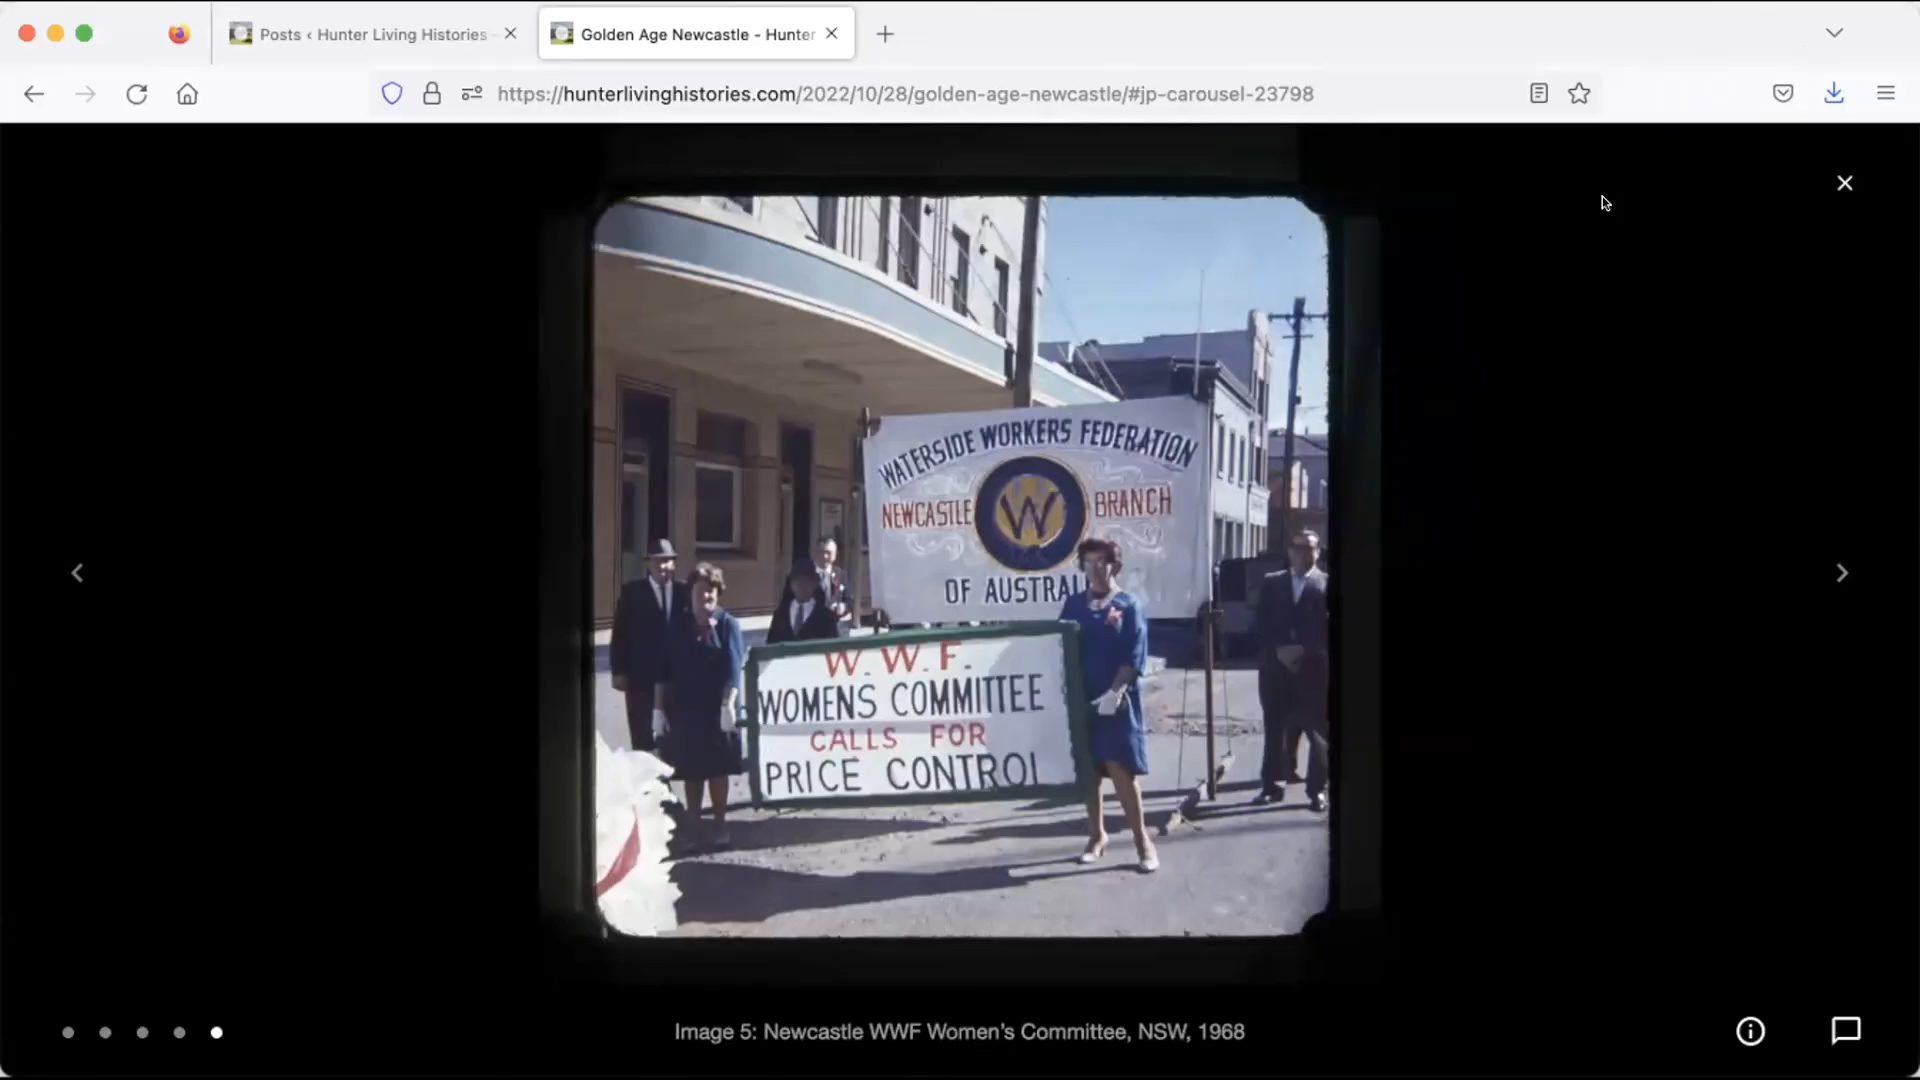 Posts ‹ Hunter Living Histories
Golden Age Newcastle - Hunter
https://hunterlivinghistories.com/2022/10/28/golden-age-newcastle/#jp-carousel-23798
WATERSIDE WORKERS FEDERATION
NEWCASTLE W BRANCH
OF AUSTRAL
W. W. F.
WOMENS COMMITTEE
CALLS FOR
PRICE CONTROL
Image 5: Newcastle WWF Women's Committee, NSW, 1968